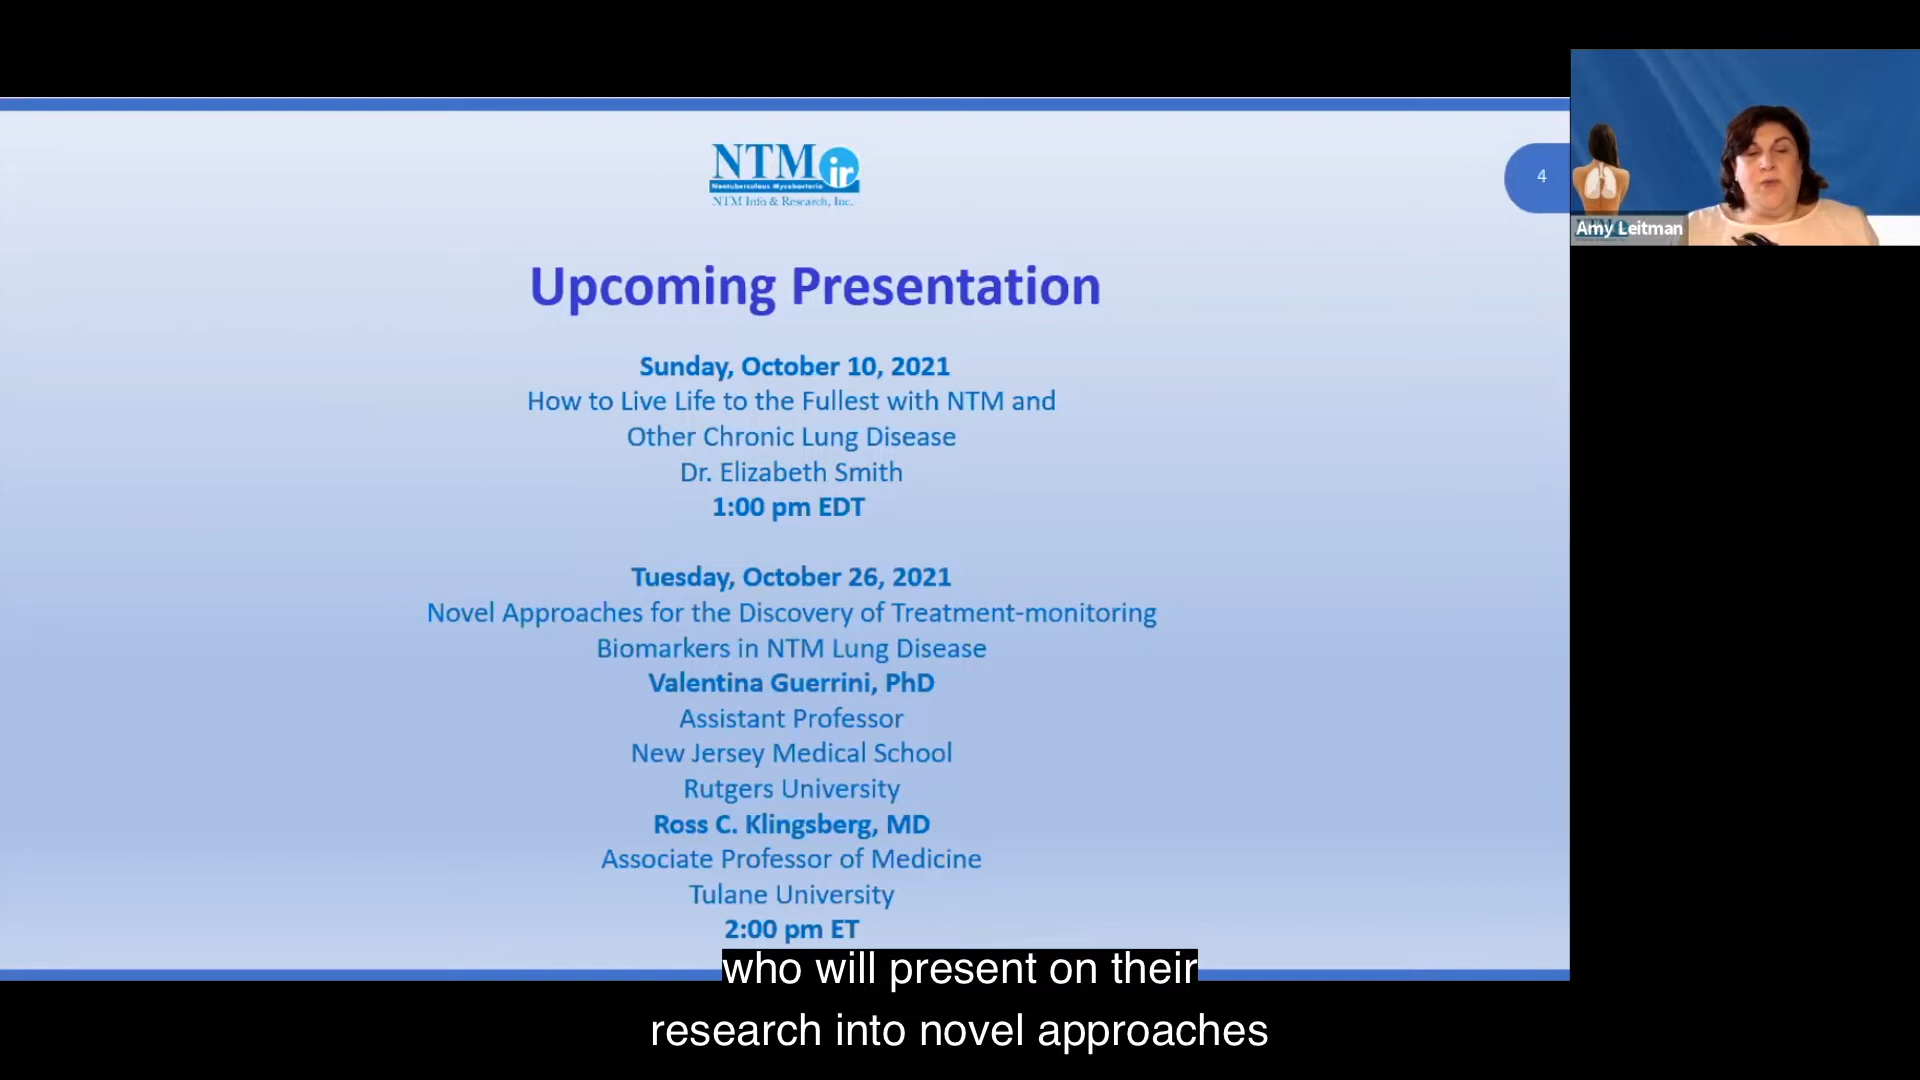 NTMir
Nontuberculous Mycobacteria
NTM Info & Research, Inc.
4
Amy Leitman
Upcoming Presentation
Sunday, October 10, 2021
How to Live Life to the Fullest with NTM and
Other Chronic Lung Disease
Dr. Elizabeth Smith
1:00 pm EDT
Tuesday, October 26, 2021
Novel Approaches for the Discovery of Treatment-monitoring
Biomarkers in NTM Lung Disease
Valentina Guerrini, PhD
Assistant Professor
New Jersey Medical School
Rutgers University
Ross C. Klingsberg, MD
Associate Professor of Medicine
Tulane University
2:00 pm ET
who will present on their
research into novel approaches